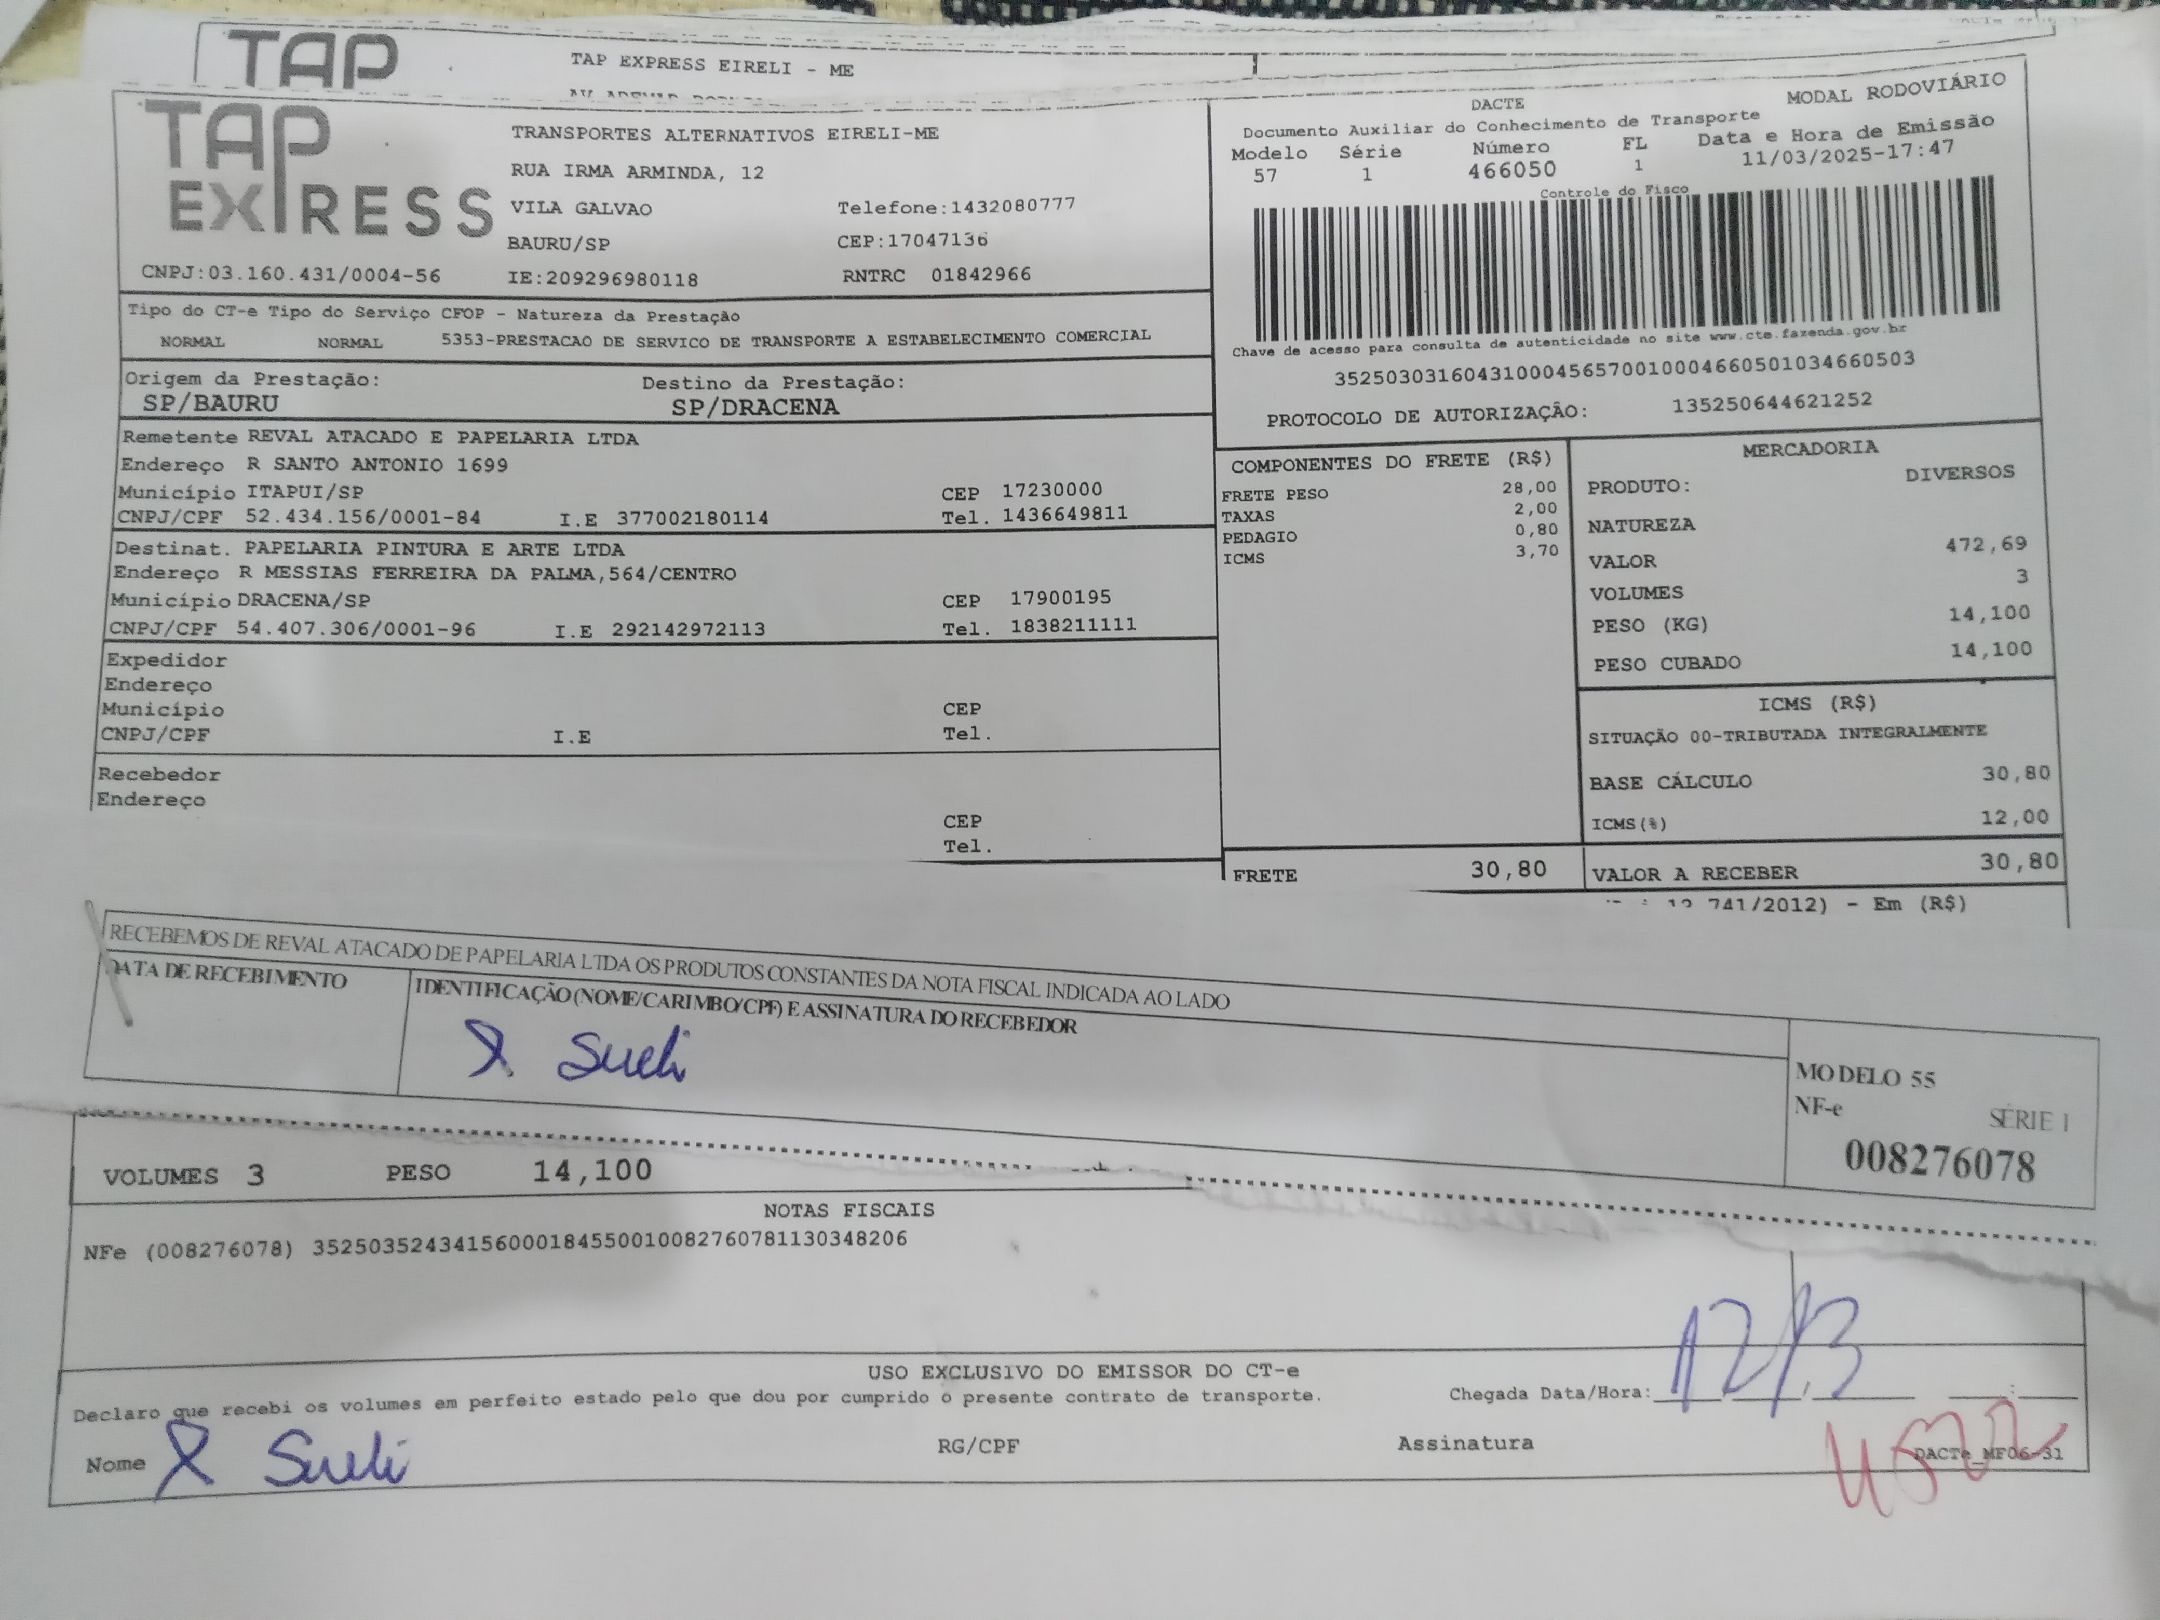 TAP
TAP EXPRESS EIRELI - ME
TAP
EXPRESS
TRANSPORTES ALTERNATIVOS EIRELI-ME
RUA IRMA ARMINDA, 12
VILA GALVAO Telefone:1432080777
BAURU/SP CEP:17047136
CNPJ:03.160.431/0004-56 IE:209296980118 RNTRC 01842966
DACTE MODAL RODOVIÁRIO
Documento Auxiliar do Conhecimento de Transporte
Modelo Série Número FL Data e Hora de Emissão
57 1 466050 1 11/03/2025-17:47
Controle do Fisco
Chave de acesso para consulta de autenticidade no site www.cte.fazenda.gov.br
35250303160431000456570010004660501034660503
PROTOCOLO DE AUTORIZAÇÃO: 135250644621252
Tipo do CT-e Tipo do Serviço CFOP - Natureza da Prestação
NORMAL NORMAL 5353-PRESTACAO DE SERVICO DE TRANSPORTE A ESTABELECIMENTO COMERCIAL
Origem da Prestação: Destino da Prestação:
SP/BAURU SP/DRACENA
Remetente REVAL ATACADO E PAPELARIA LTDA
Endereço R SANTO ANTONIO 1699
Município ITAPUI/SP CEP 17230000
CNPJ/CPF 52.434.156/0001-84 I.E 377002180114 Tel. 1436649811
Destinat. PAPELARIA PINTURA E ARTE LTDA
Endereço R MESSIAS FERREIRA DA PALMA,564/CENTRO
Município DRACENA/SP CEP 17900195
CNPJ/CPF 54.407.306/0001-96 I.E 292142972113 Tel. 1838211111
Expedidor
Endereço
Município CEP
CNPJ/CPF I.E Tel.
Recebedor
Endereço
CEP
Tel.
COMPONENTES DO FRETE (R$)
FRETE PESO 28,00
TAXAS 2,00
PEDAGIO 0,80
ICMS 3,70
FRETE 30,80
MERCADORIA
PRODUTO: DIVERSOS
NATUREZA
VALOR 472,69
VOLUMES 3
PESO (KG) 14,100
PESO CUBADO 14,100
ICMS (R$)
SITUAÇÃO 00-TRIBUTADA INTEGRALMENTE
BASE CÁLCULO 30,80
ICMS(%) 12,00
VALOR A RECEBER 30,80
12 741/2012) - Em (R$)
RECEBEMOS DE REVAL ATACADO DE PAPELARIA LTDA OS PRODUTOS CONSTANTES DA NOTA FISCAL INDICADA AO LADO
DATA DE RECEBIMENTO IDENTIFICAÇÃO (NOME/CARIMBO/CPF) E ASSINATURA DO RECEBEDOR
X Sueli
MODELO 55
NF-e SÉRIE 1
008276078
VOLUMES 3 PESO 14,100
NOTAS FISCAIS
NFe (008276078) 35250352434156000184550010082760781130348206
USO EXCLUSIVO DO EMISSOR DO CT-e
Declaro que recebi os volumes em perfeito estado pelo que dou por cumprido o presente contrato de transporte. Chegada Data/Hora: 12/3
Nome X Sueli RG/CPF Assinatura DACTe_MF06-31